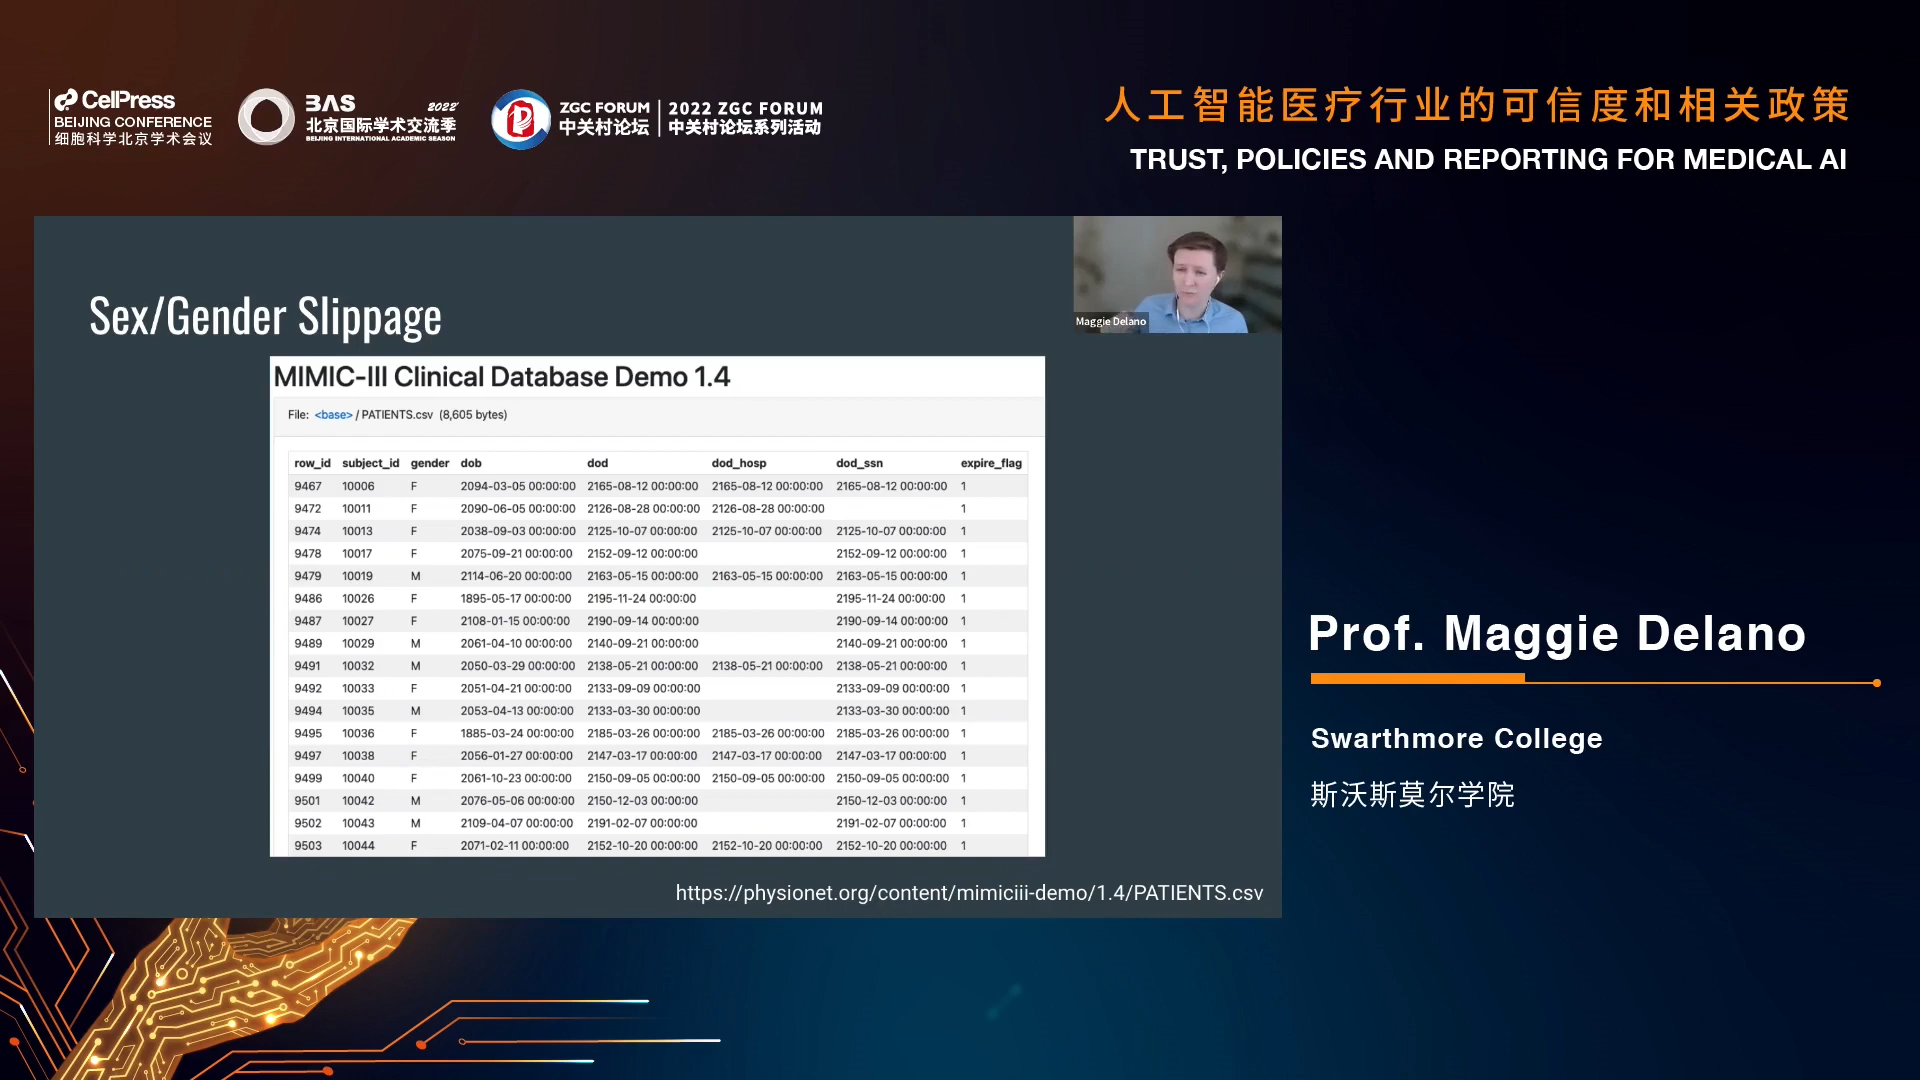 CellPress
BEIJING CONFERENCE
细胞科学北京学术会议
BAS 2022
北京国际学术交流季
BEIJING INTERNATIONAL ACADEMIC SEASON
ZGC FORUM
中关村论坛
2022 ZGC FORUM
中关村论坛系列活动
人工智能医疗行业的可信度和相关政策
TRUST, POLICIES AND REPORTING FOR MEDICAL AI
Maggie Delano
Sex/Gender Slippage
MIMIC-III Clinical Database Demo 1.4
File: <base> / PATIENTS.csv (8,605 bytes)
row_id subject_id gender dob dod dod_hosp dod_ssn expire_flag
9467 10006 F 2094-03-05 00:00:00 2165-08-12 00:00:00 2165-08-12 00:00:00 2165-08-12 00:00:00 1
9472 10011 F 2090-06-05 00:00:00 2126-08-28 00:00:00 2126-08-28 00:00:00 1
9474 10013 F 2038-09-03 00:00:00 2125-10-07 00:00:00 2125-10-07 00:00:00 2125-10-07 00:00:00 1
9478 10017 F 2075-09-21 00:00:00 2152-09-12 00:00:00 2152-09-12 00:00:00 1
9479 10019 M 2114-06-20 00:00:00 2163-05-15 00:00:00 2163-05-15 00:00:00 2163-05-15 00:00:00 1
9486 10026 F 1895-05-17 00:00:00 2195-11-24 00:00:00 2195-11-24 00:00:00 1
9487 10027 F 2108-01-15 00:00:00 2190-09-14 00:00:00 2190-09-14 00:00:00 1
9489 10029 M 2061-04-10 00:00:00 2140-09-21 00:00:00 2140-09-21 00:00:00 1
9491 10032 M 2050-03-29 00:00:00 2138-05-21 00:00:00 2138-05-21 00:00:00 2138-05-21 00:00:00 1
9492 10033 F 2051-04-21 00:00:00 2133-09-09 00:00:00 2133-09-09 00:00:00 1
9494 10035 M 2053-04-13 00:00:00 2133-03-30 00:00:00 2133-03-30 00:00:00 1
9495 10036 F 1885-03-24 00:00:00 2185-03-26 00:00:00 2185-03-26 00:00:00 2185-03-26 00:00:00 1
9497 10038 F 2056-01-27 00:00:00 2147-03-17 00:00:00 2147-03-17 00:00:00 2147-03-17 00:00:00 1
9499 10040 F 2061-10-23 00:00:00 2150-09-05 00:00:00 2150-09-05 00:00:00 2150-09-05 00:00:00 1
9501 10042 M 2076-05-06 00:00:00 2150-12-03 00:00:00 2150-12-03 00:00:00 1
9502 10043 M 2109-04-07 00:00:00 2191-02-07 00:00:00 2191-02-07 00:00:00 1
9503 10044 F 2071-02-11 00:00:00 2152-10-20 00:00:00 2152-10-20 00:00:00 2152-10-20 00:00:00 1
https://physionet.org/content/mimiciii-demo/1.4/PATIENTS.csv
Prof. Maggie Delano
Swarthmore College
斯沃斯莫尔学院